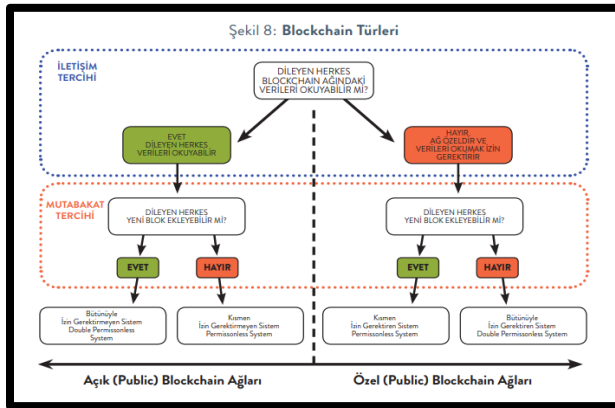 Şekil 8: Blockchain Türleri
İLETİŞİM
TERCİHİ
DİLEYEN HERKES
BLOCKCHAIN AĞINDAKİ
VERİLERİ OKUYABİLİR Mİ?
EVET
DİLEYEN HERKES
VERİLERİ OKUYABİLİR
HAYIR,
AĞ ÖZELDİR VE
VERİLERİ OKUMAK İZİN
GEREKTİRİR
MUTABAKAT
TERCİHİ
DİLEYEN HERKES
YENİ BLOK EKLEYEBİLİR Mİ?
DİLEYEN HERKES
YENİ BLOK EKLEYEBİLİR Mİ?
EVET
HAYIR
EVET
HAYIR
Bütünüyle
İzin Gerektirmeyen Sistem
Double Permissonless
System
Kısmen
İzin Gerektirmeyen Sistem
Permissonless System
Kısmen
İzin Gerektiren Sistem
Permissonless System
Bütünüyle
İzin Gerektiren Sistem
Double Permissonless System
Açık (Public) Blockchain Ağları
Özel (Public) Blockchain Ağları